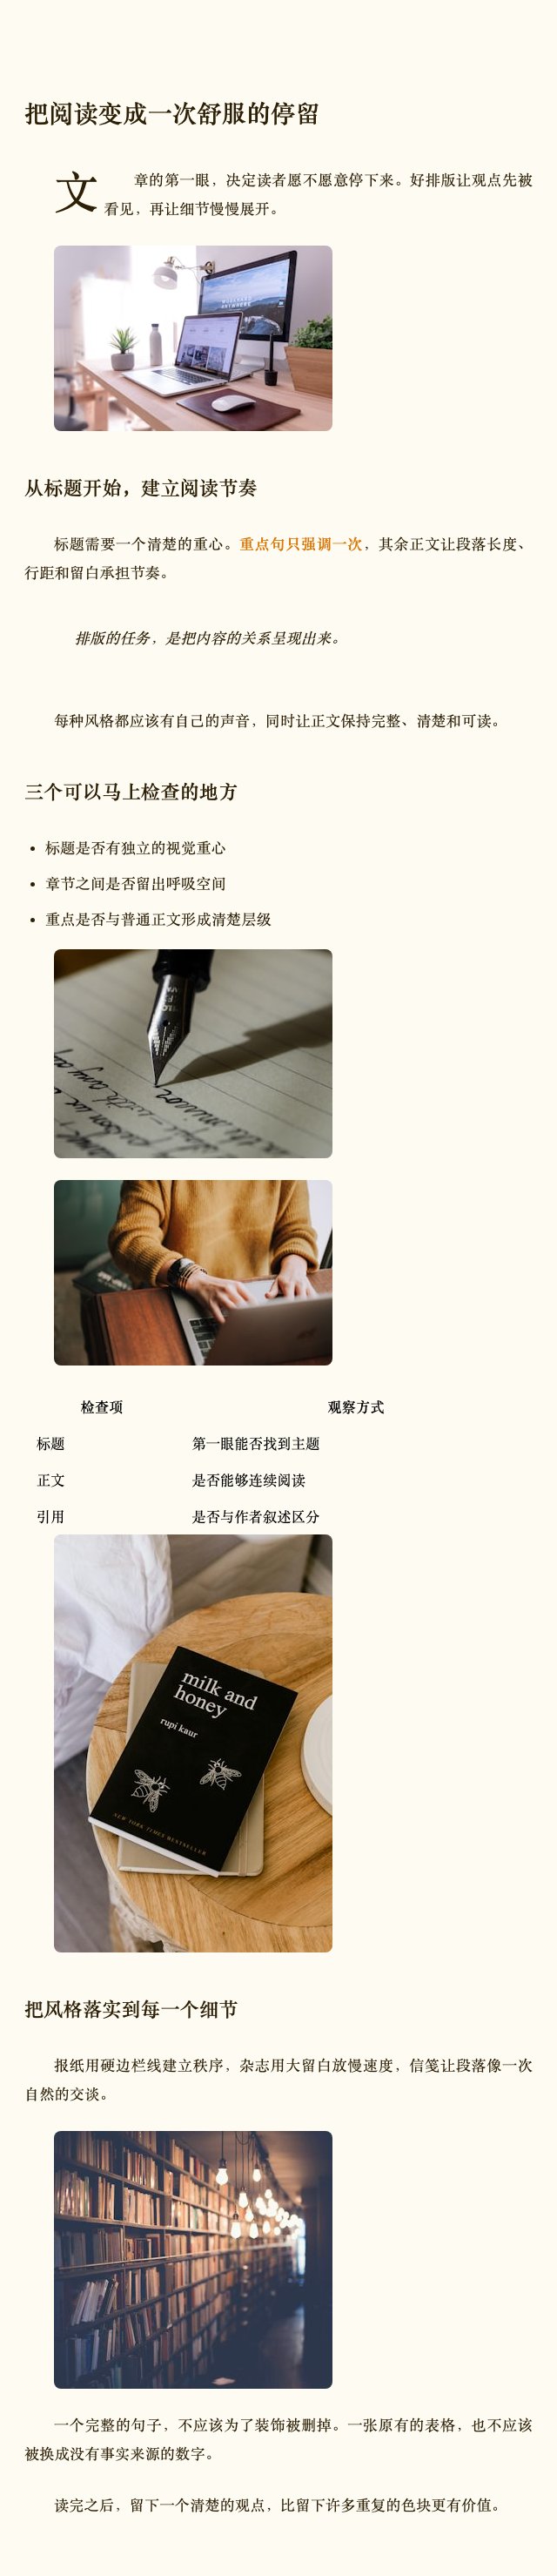 把阅读变成一次舒服的停留
文章的第一眼，决定读者愿不愿意停下来。好排版让观点先被
看见，再让细节慢慢展开。
从标题开始，建立阅读节奏
标题需要一个清楚的重心。重点句只强调一次，其余正文让段落长度、
行距和留白承担节奏。
排版的任务，是把内容的关系呈现出来。
每种风格都应该有自己的声音，同时让正文保持完整、清楚和可读。
三个可以马上检查的地方
• 标题是否有独立的视觉重心
• 章节之间是否留出呼吸空间
• 重点是否与普通正文形成清楚层级
检查项 观察方式
标题 第一眼能否找到主题
正文 是否能够连续阅读
引用 是否与作者叙述区分
milk and
honey
rupi kaur
NEW YORK TIMES BESTSELLER
把风格落实到每一个细节
报纸用硬边栏线建立秩序，杂志用大留白放慢速度，信笺让段落像一次
自然的交谈。
一个完整的句子，不应该为了装饰被删掉。一张原有的表格，也不应该
被换成没有事实来源的数字。
读完之后，留下一个清楚的观点，比留下许多重复的色块更有价值。